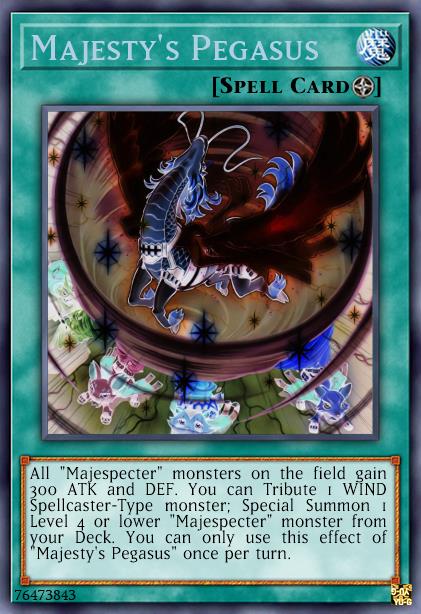 MAJESTY'S PEGASUS
魔
[SPELL CARD]
All "Majespecter" monsters on the field gain
300 ATK and DEF. You can Tribute 1 WIND
Spellcaster-Type monster; Special Summon 1
Level 4 or lower "Majespecter" monster from
your Deck. You can only use this effect of
"Majesty's Pegasus" once per turn.
76473843